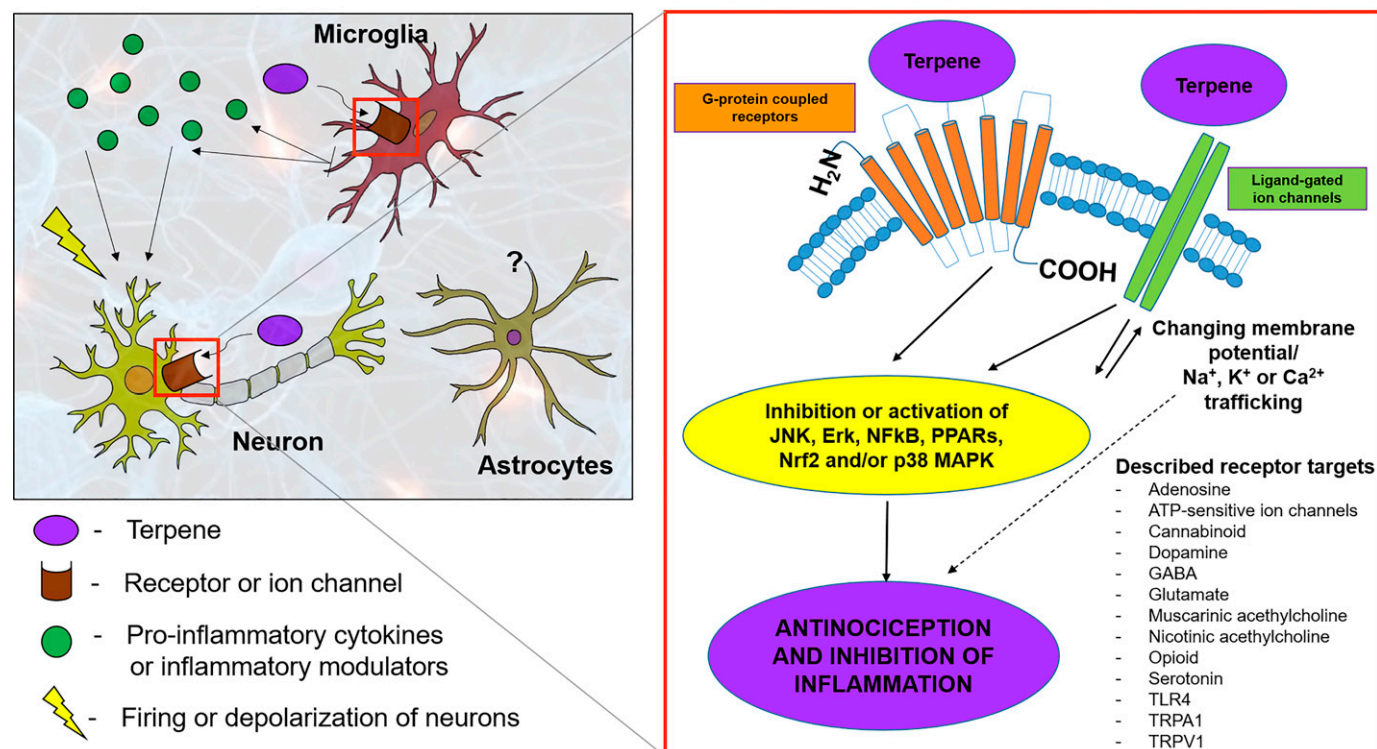 Microglia
?
Neuron
Astrocytes
- Terpene
- Receptor or ion channel
- Pro-inflammatory cytokines
or inflammatory modulators
- Firing or depolarization of neurons
Terpene
Terpene
G-protein coupled
receptors
H₂N
Ligand-gated
ion channels
COOH
Changing membrane
potential/
Na⁺, K⁺ or Ca²⁺
trafficking
Inhibition or activation of
JNK, Erk, NFkB, PPARs,
Nrf2 and/or p38 MAPK
ANTINOCICEPTION
AND INHIBITION OF
INFLAMMATION
Described receptor targets
- Adenosine
- ATP-sensitive ion channels
- Cannabinoid
- Dopamine
- GABA
- Glutamate
- Muscarinic acetylcholine
- Nicotinic acetylcholine
- Opioid
- Serotonin
- TLR4
- TRPA1
- TRPV1